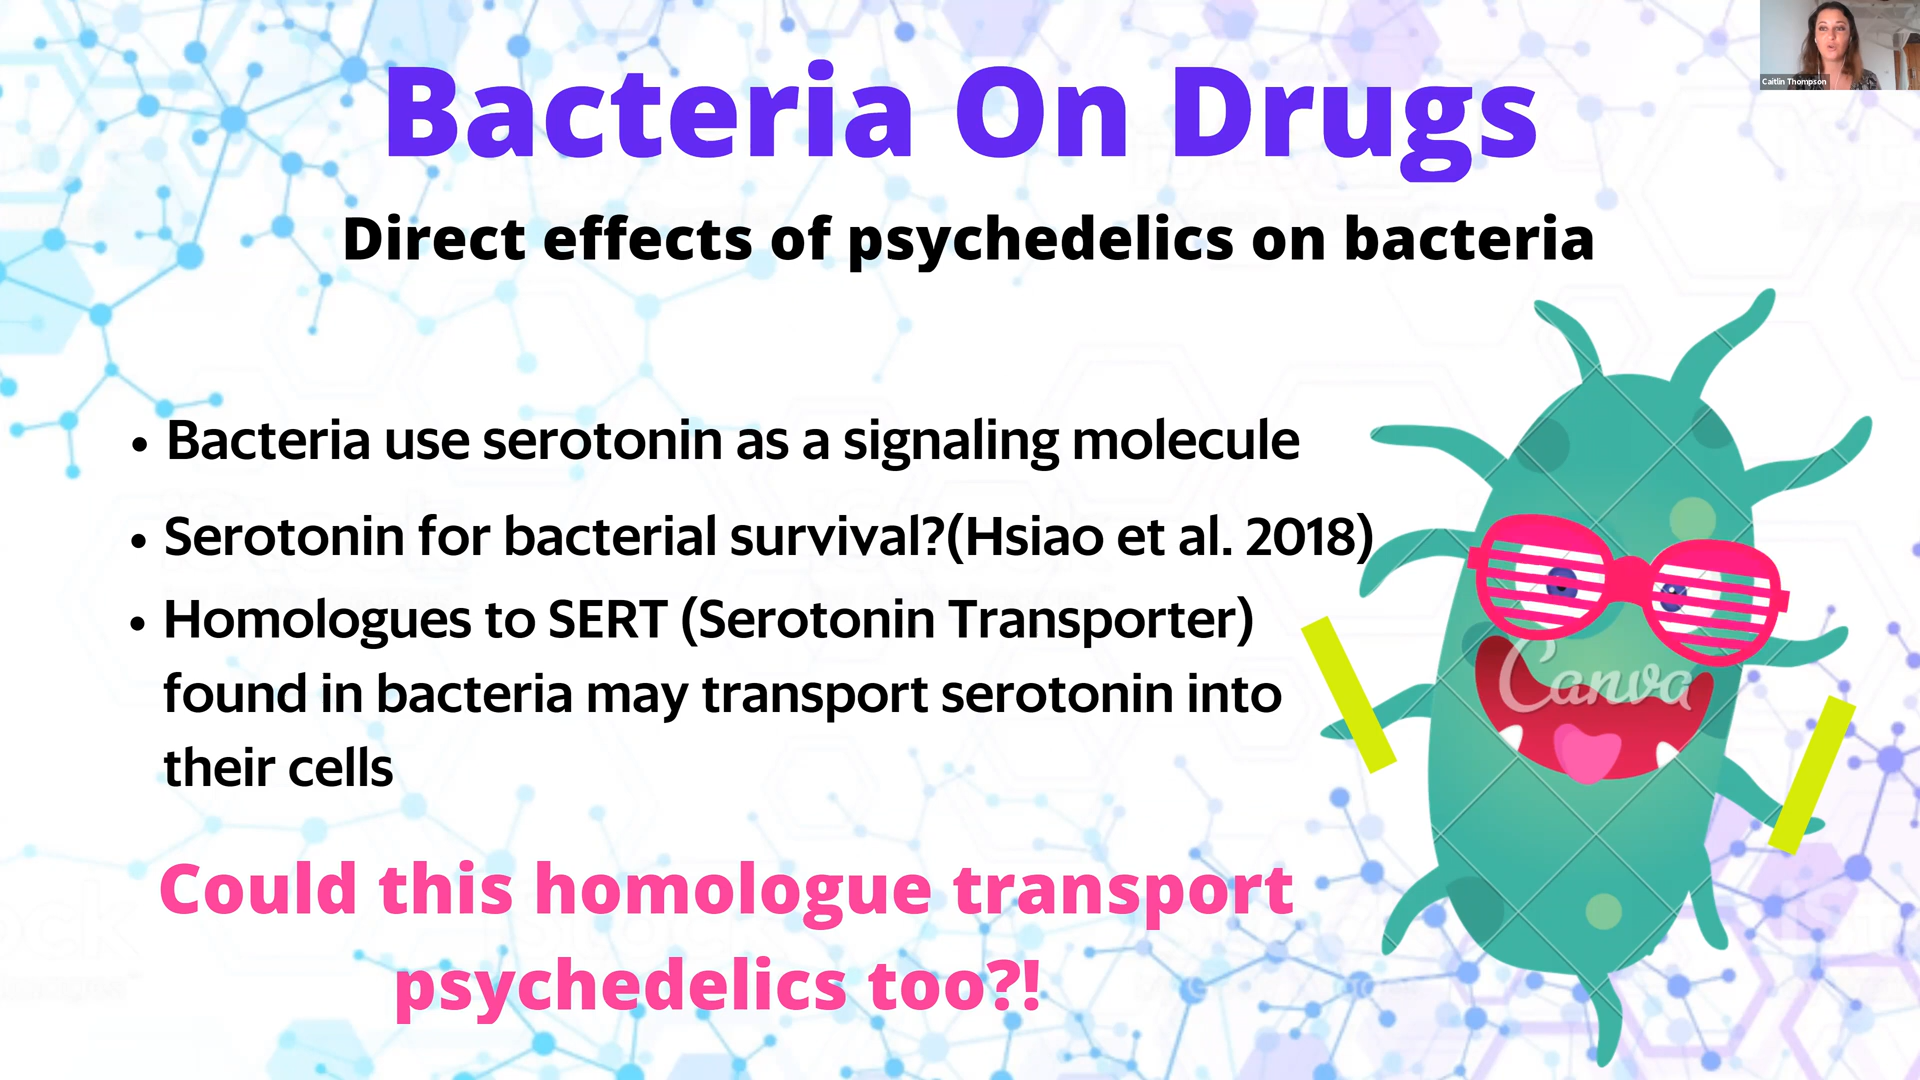 Caitlin Thompson
Bacteria On Drugs
Direct effects of psychedelics on bacteria
• Bacteria use serotonin as a signaling molecule
• Serotonin for bacterial survival?(Hsiao et al. 2018)
• Homologues to SERT (Serotonin Transporter)
found in bacteria may transport serotonin into
their cells
Canva
Could this homologue transport
psychedelics too?!